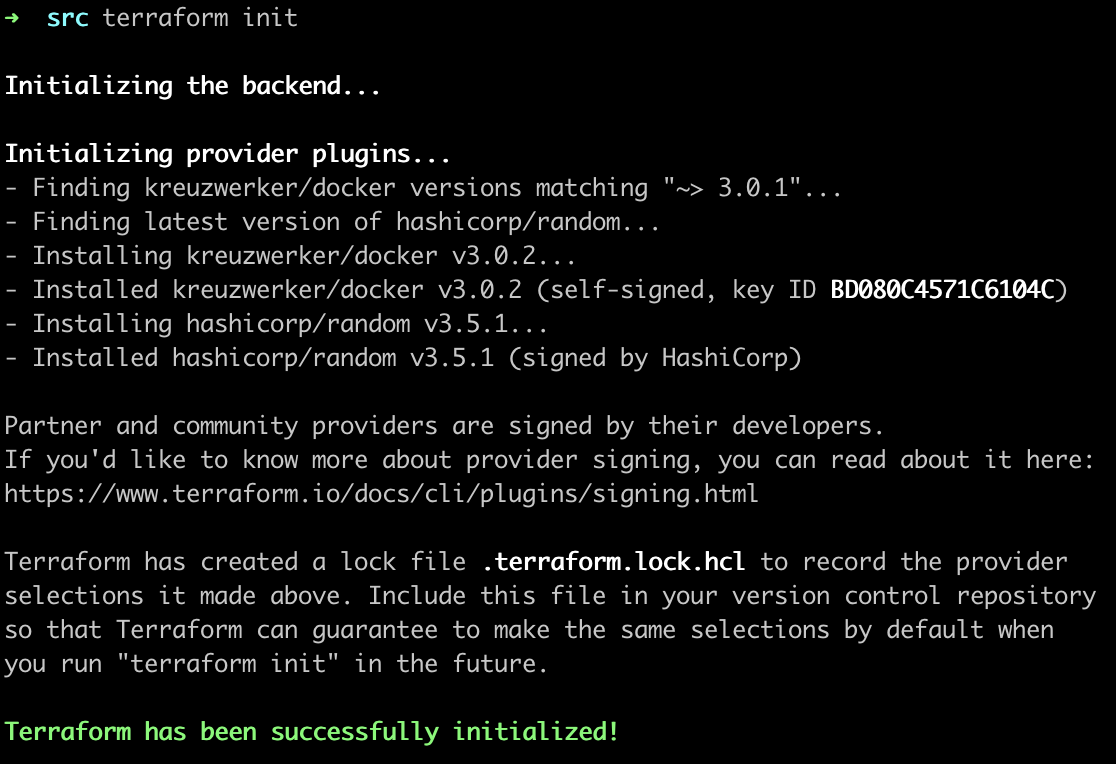 ➜  src terraform init
Initializing the backend...
Initializing provider plugins...
- Finding kreuzwerker/docker versions matching "~> 3.0.1"...
- Finding latest version of hashicorp/random...
- Installing kreuzwerker/docker v3.0.2...
- Installed kreuzwerker/docker v3.0.2 (self-signed, key ID BD080C4571C6104C)
- Installing hashicorp/random v3.5.1...
- Installed hashicorp/random v3.5.1 (signed by HashiCorp)
Partner and community providers are signed by their developers.
If you'd like to know more about provider signing, you can read about it here:
https://www.terraform.io/docs/cli/plugins/signing.html
Terraform has created a lock file .terraform.lock.hcl to record the provider
selections it made above. Include this file in your version control repository
so that Terraform can guarantee to make the same selections by default when
you run "terraform init" in the future.
Terraform has been successfully initialized!